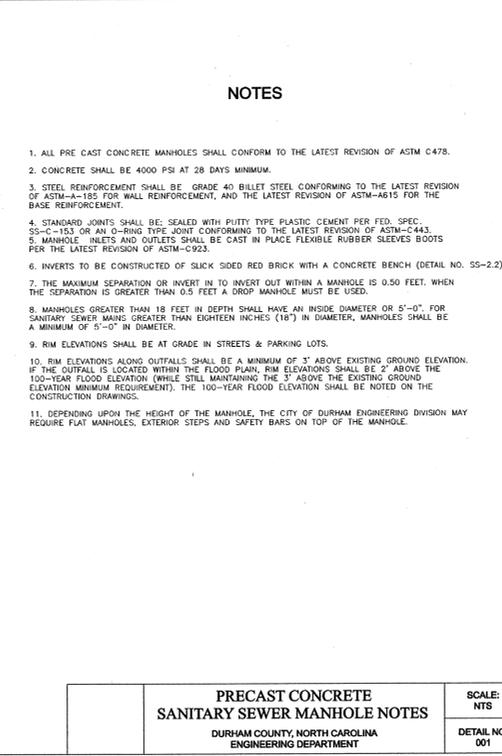 NOTES
1. ALL PRE CAST CONCRETE MANHOLES SHALL CONFORM TO THE LATEST REVISION OF ASTM C478.
2. CONCRETE SHALL BE 4000 PSI AT 28 DAYS MINIMUM.
3. STEEL REINFORCEMENT SHALL BE GRADE 40 BILLET STEEL CONFORMING TO THE LATEST REVISION
OF ASTM-A-185 FOR WALL REINFORCEMENT, AND THE LATEST REVISION OF ASTM-A615 FOR THE
BASE REINFORCEMENT.
4. STANDARD JOINTS SHALL BE; SEALED WITH PUTTY TYPE PLASTIC CEMENT PER FED. SPEC.
SS-C-153 OR AN O-RING TYPE JOINT CONFORMING TO THE LATEST REVISION OF ASTM-C443.
5. MANHOLE INLETS AND OUTLETS SHALL BE CAST IN PLACE FLEXIBLE RUBBER SLEEVES BOOTS
PER THE LATEST REVISION OF ASTM-C923.
6. INVERTS TO BE CONSTRUCTED OF SLICK SIDED RED BRICK WITH A CONCRETE BENCH (DETAIL NO. SS-2.2)
7. THE MAXIMUM SEPARATION OR INVERT IN TO INVERT OUT WITHIN A MANHOLE IS 0.50 FEET. WHEN
THE SEPARATION IS GREATER THAN 0.5 FEET A DROP MANHOLE MUST BE USED.
8. MANHOLES GREATER THAN 18 FEET IN DEPTH SHALL HAVE AN INSIDE DIAMETER OR 5'-0". FOR
SANITARY SEWER MAINS GREATER THAN EIGHTEEN INCHES (18") IN DIAMETER, MANHOLES SHALL BE
A MINIMUM OF 5'-0" IN DIAMETER.
9. RIM ELEVATIONS SHALL BE AT GRADE IN STREETS & PARKING LOTS.
10. RIM ELEVATIONS ALONG OUTFALLS SHALL BE A MINIMUM OF 3' ABOVE EXISTING GROUND ELEVATION.
IF THE OUTFALL IS LOCATED WITHIN THE FLOOD PLAIN, RIM ELEVATIONS SHALL BE 2' ABOVE THE
100-YEAR FLOOD ELEVATION (WHILE STILL MAINTAINING THE 3' ABOVE THE EXISTING GROUND
ELEVATION MINIMUM REQUIREMENT). THE 100-YEAR FLOOD ELEVATION SHALL BE NOTED ON THE
CONSTRUCTION DRAWINGS.
11. DEPENDING UPON THE HEIGHT OF THE MANHOLE, THE CITY OF DURHAM ENGINEERING DIVISION MAY
REQUIRE FLAT MANHOLES, EXTERIOR STEPS AND SAFETY BARS ON TOP OF THE MANHOLE.
PRECAST CONCRETE
SANITARY SEWER MANHOLE NOTES
DURHAM COUNTY, NORTH CAROLINA
ENGINEERING DEPARTMENT
SCALE:
NTS
DETAIL
001